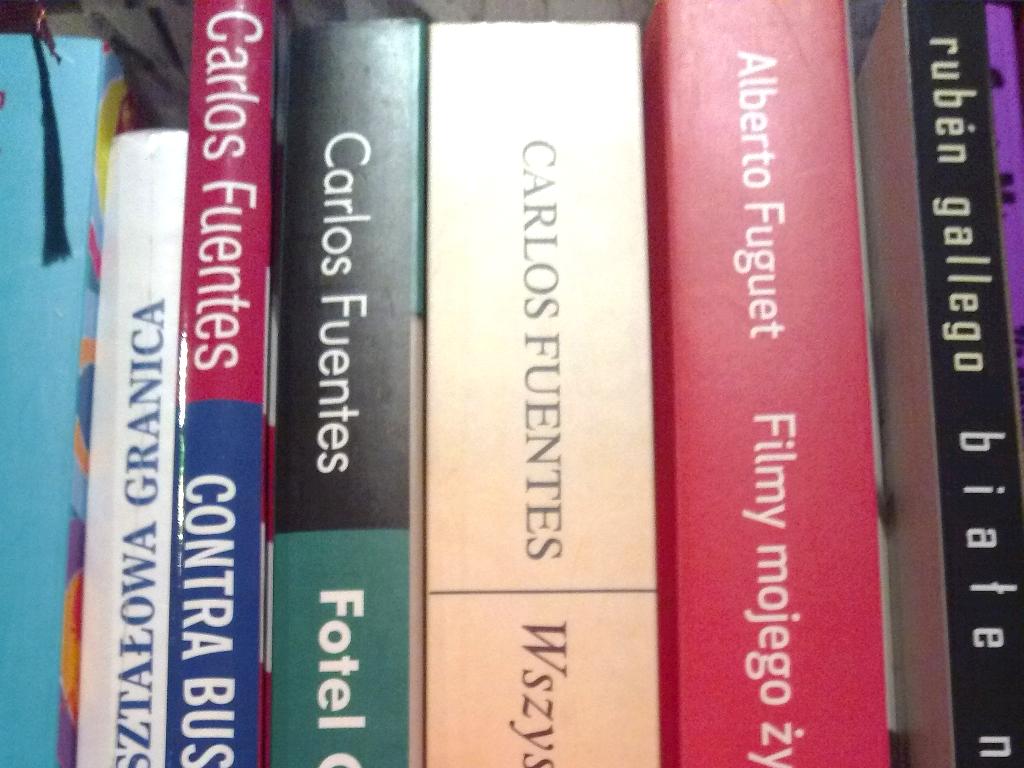 SZTAŁOWA GRANICA
Carlos Fuentes CONTRA BUS
Carlos Fuentes Fotel
CARLOS FUENTES Wszys
Alberto Fuguet Filmy mojego ży
rubén gallego białe n